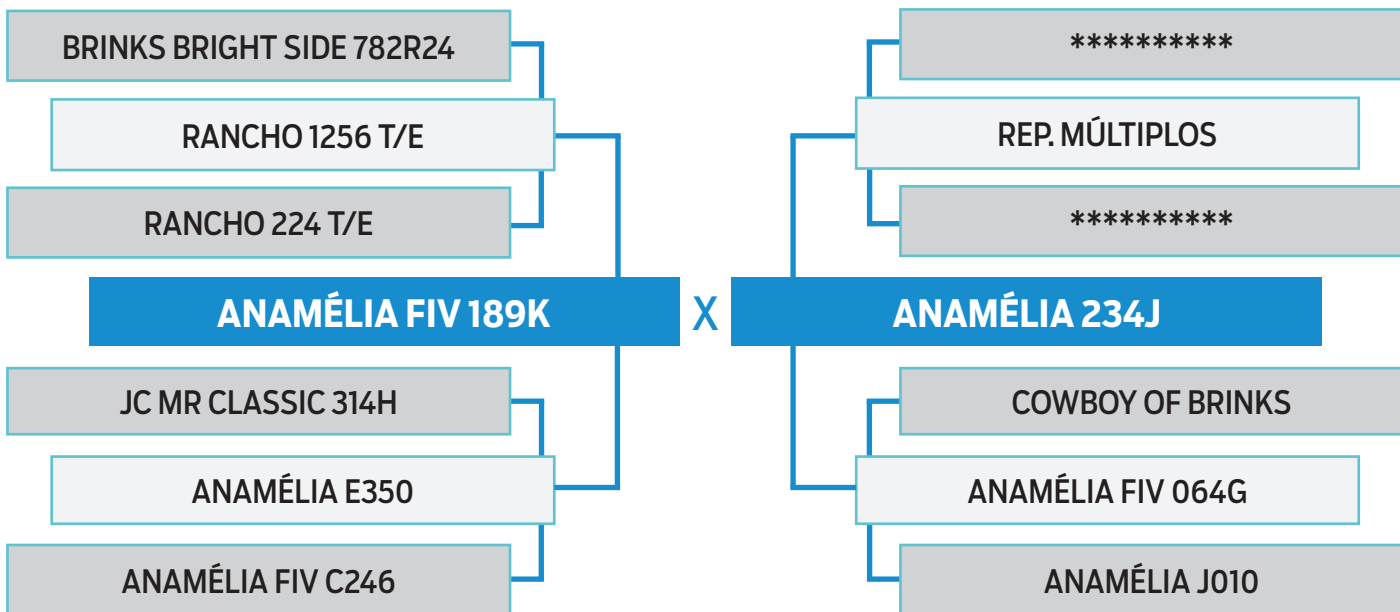 BRINKS BRIGHT SIDE 782R24
**********
RANCHO 1256 T/E
REP. MÚLTIPLOS
RANCHO 224 T/E
**********
ANAMÉLIA FIV 189K
X
ANAMÉLIA 234J
JC MR CLASSIC 314H
COWBOY OF BRINKS
ANAMÉLIA E350
ANAMÉLIA FIV 064G
ANAMÉLIA FIV C246
ANAMÉLIA J010